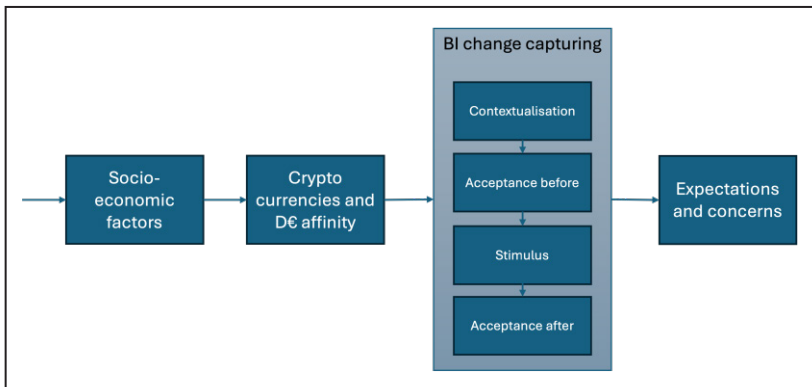 BI change capturing
Contextualisation
Socio-
economic
factors
Crypto
currencies and
D€ affinity
Acceptance before
Stimulus
Acceptance after
Expectations
and concerns